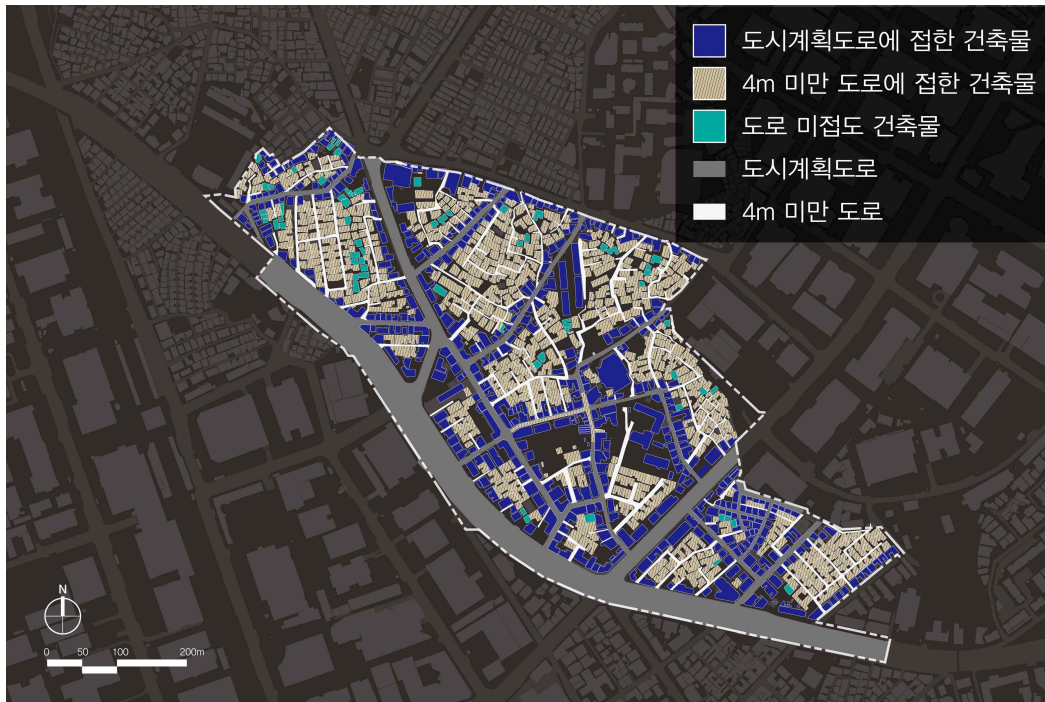 도시계획도로에 접한 건축물
4m 미만 도로에 접한 건축물
도로 미접도 건축물
도시계획도로
4m 미만 도로
N
0 50 100 200m